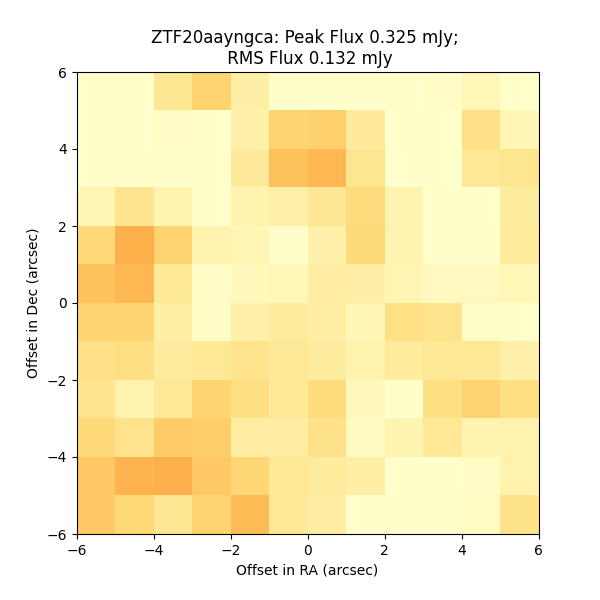 ZTF20aayngca: Peak Flux 0.325 mJy;
RMS Flux 0.132 mJy
6
4
2
0
−2
−4
−6
Offset in Dec (arcsec)
−6 −4 −2 0 2 4 6
Offset in RA (arcsec)